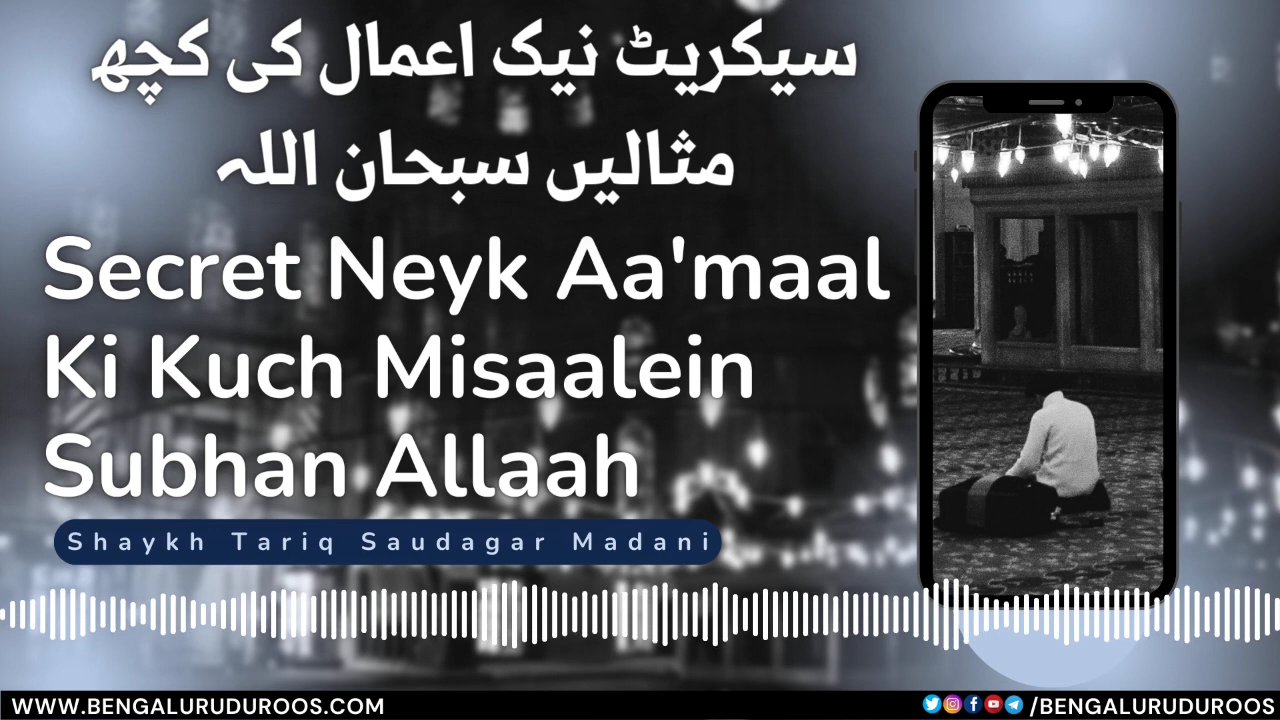 سیکریٹ نیک اعمال کی کچھ
مثالیں سبحان اللہ
Secret Neyk Aa'maal
Ki Kuch Misaalein
Subhan Allaah
Shaykh Tariq Saudagar Madani
WWW.BENGALURUDUROOS.COM
/BENGALURUDUROOS